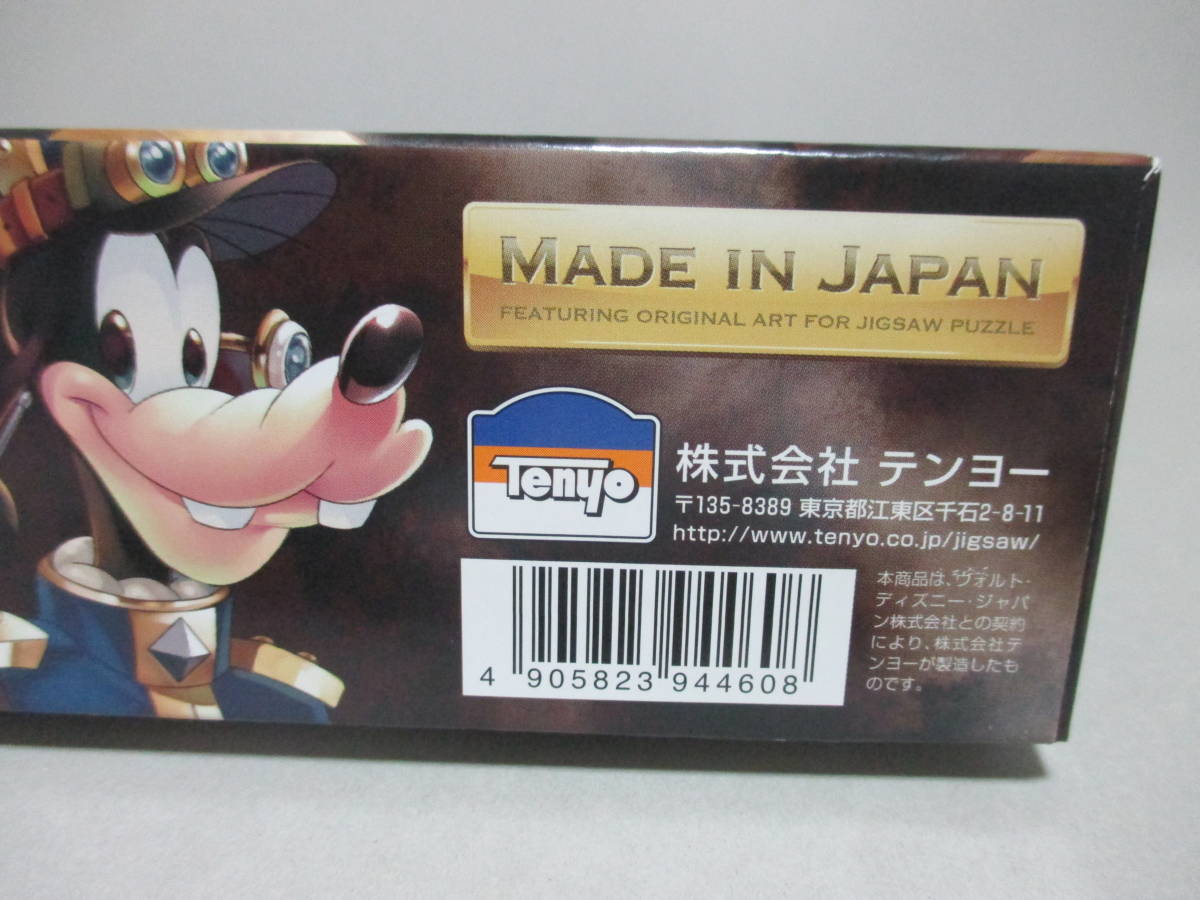 MADE IN JAPAN
FEATURING ORIGINAL ART FOR JIGSAW PUZZLE
Tenyo
株式会社 テンヨー
〒135-8389 東京都江東区千石2-8-11
http://www.tenyo.co.jp/jigsaw/
本商品は、ヴォルト・
ディズニー・ジャパ
ン株式会社との契約
により、株式会社テ
ンヨーが製造したも
のです。
4 905823 944608